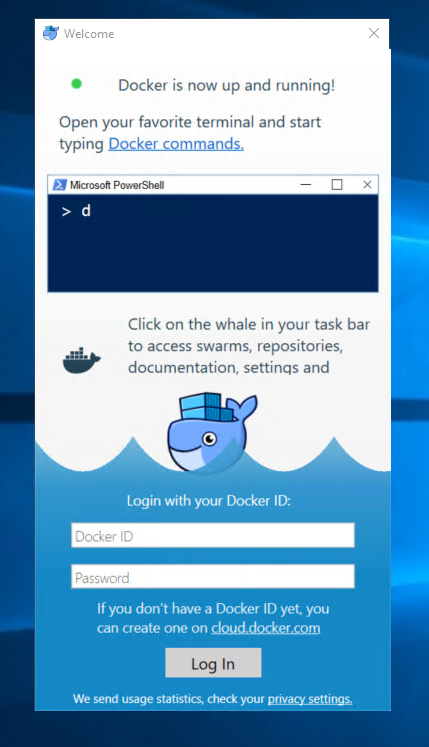 Welcome
Docker is now up and running!
Open your favorite terminal and start
typing Docker commands.
Microsoft PowerShell
> d
Click on the whale in your task bar
to access swarms, repositories,
documentation, settings and
Login with your Docker ID:
Docker ID
Password
If you don't have a Docker ID yet, you
can create one on cloud.docker.com
Log In
We send usage statistics, check your privacy settings.